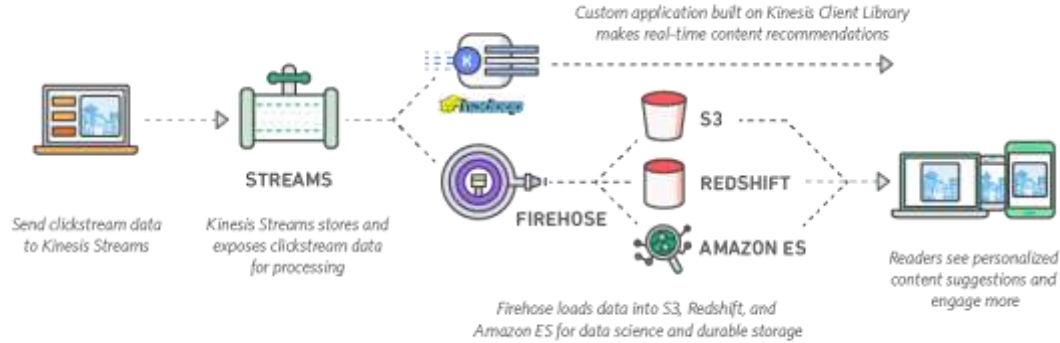 Custom application built on Kinesis Client Library
makes real-time content recommendations
K
S3
STREAMS
REDSHIFT
FIREHOSE
AMAZON ES
Send clickstream data
to Kinesis Streams
Kinesis Streams stores and
exposes clickstream data
for processing
Readers see personalized
content suggestions and
engage more
Firehose loads data into S3, Redshift, and
Amazon ES for data science and durable storage